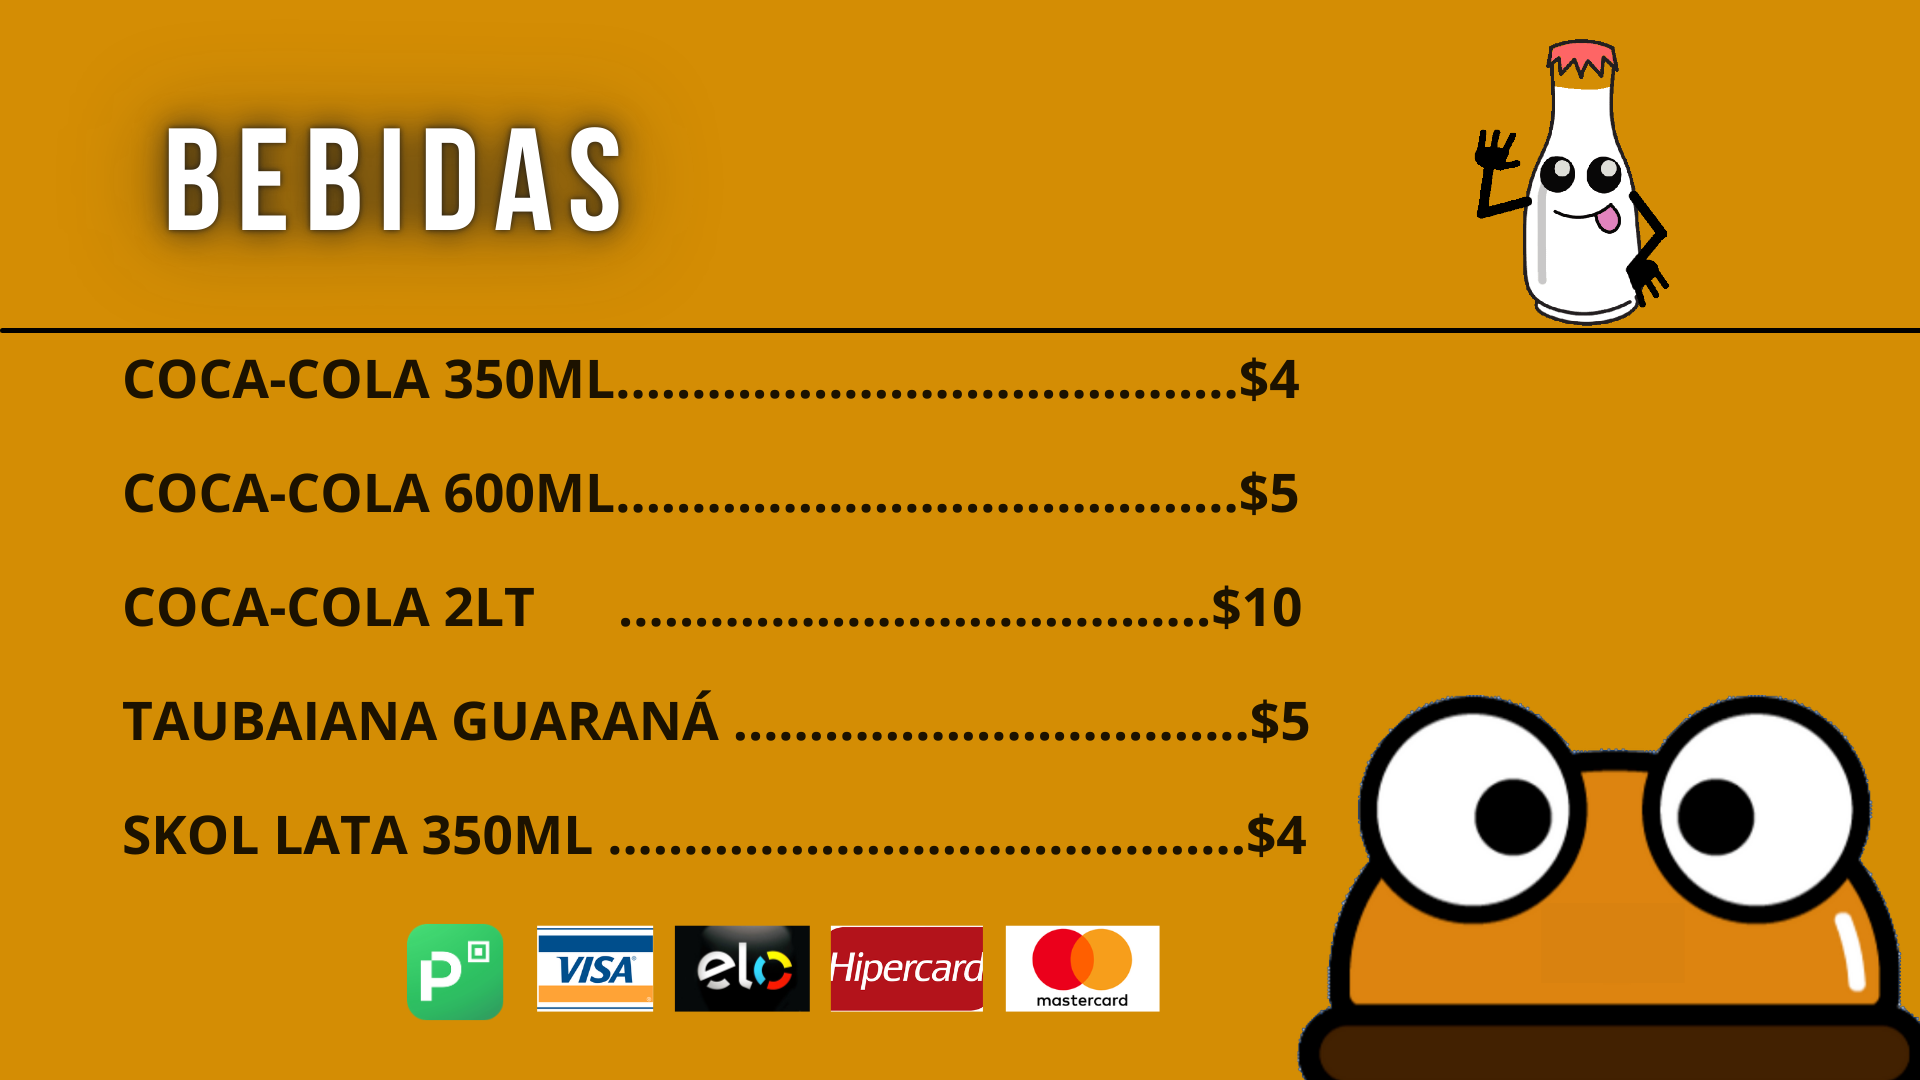 BEBIDAS
COCA-COLA 350ML.........................................$4
COCA-COLA 600ML.........................................$5
COCA-COLA 2LT .......................................$10
TAUBAIANA GUARANÁ ..................................$5
SKOL LATA 350ML ..........................................$4
P VISA elo Hipercard mastercard